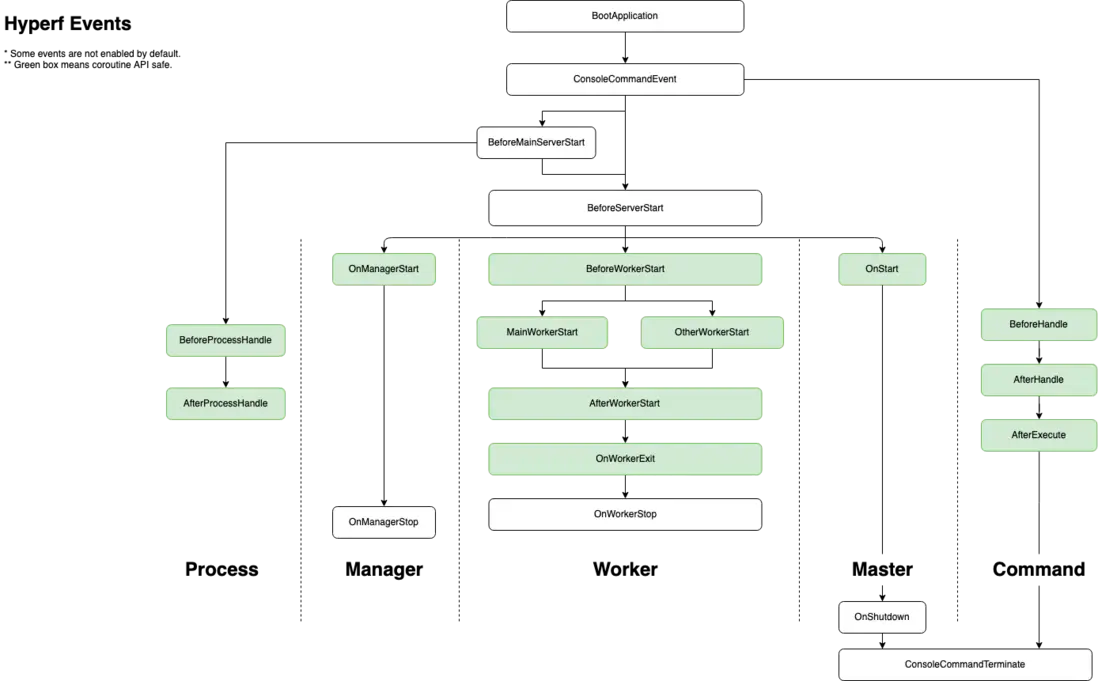 Hyperf Events
* Some events are not enabled by default.
** Green box means coroutine API safe.
BootApplication
ConsoleCommandEvent
BeforeMainServerStart
BeforeServerStart
OnManagerStart
BeforeWorkerStart
OnStart
MainWorkerStart
OtherWorkerStart
BeforeHandle
BeforeProcessHandle
AfterHandle
AfterProcessHandle
AfterWorkerStart
AfterExecute
OnWorkerExit
OnManagerStop
OnWorkerStop
Process
Manager
Worker
Master
Command
OnShutdown
ConsoleCommandTerminate